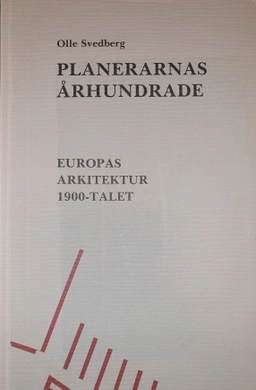 Olle Svedberg
PLANERARNAS
ÅRHUNDRADE
EUROPAS
ARKITEKTUR
1900-TALET